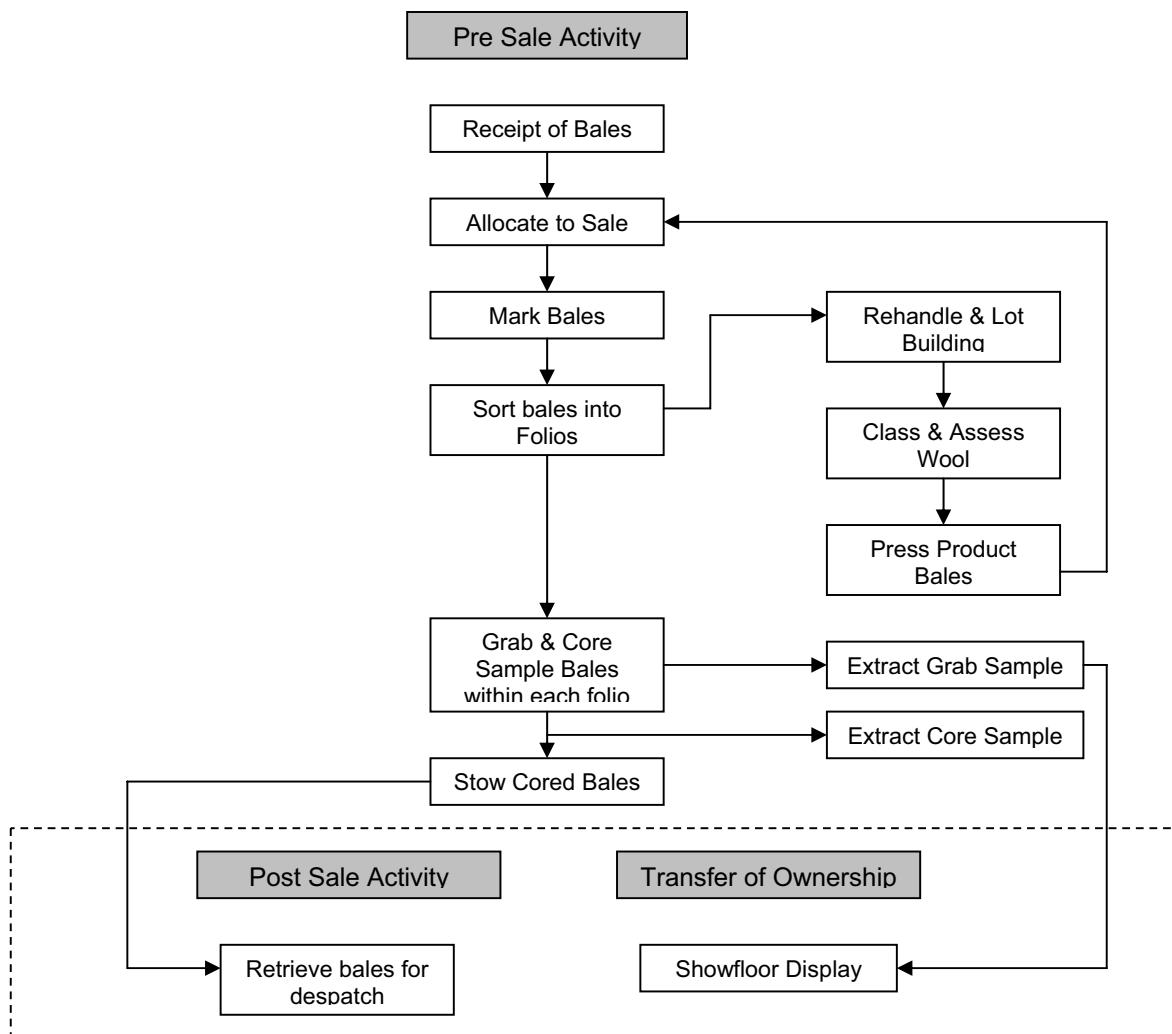 Pre Sale Activity
Receipt of Bales
Allocate to Sale
Mark Bales
Sort bales into
Folios
Rehandle & Lot
Building
Class & Assess
Wool
Press Product
Bales
Grab & Core
Sample Bales
within each folio
Extract Grab Sample
Extract Core Sample
Stow Cored Bales
Post Sale Activity
Transfer of Ownership
Retrieve bales for
despatch
Showfloor Display